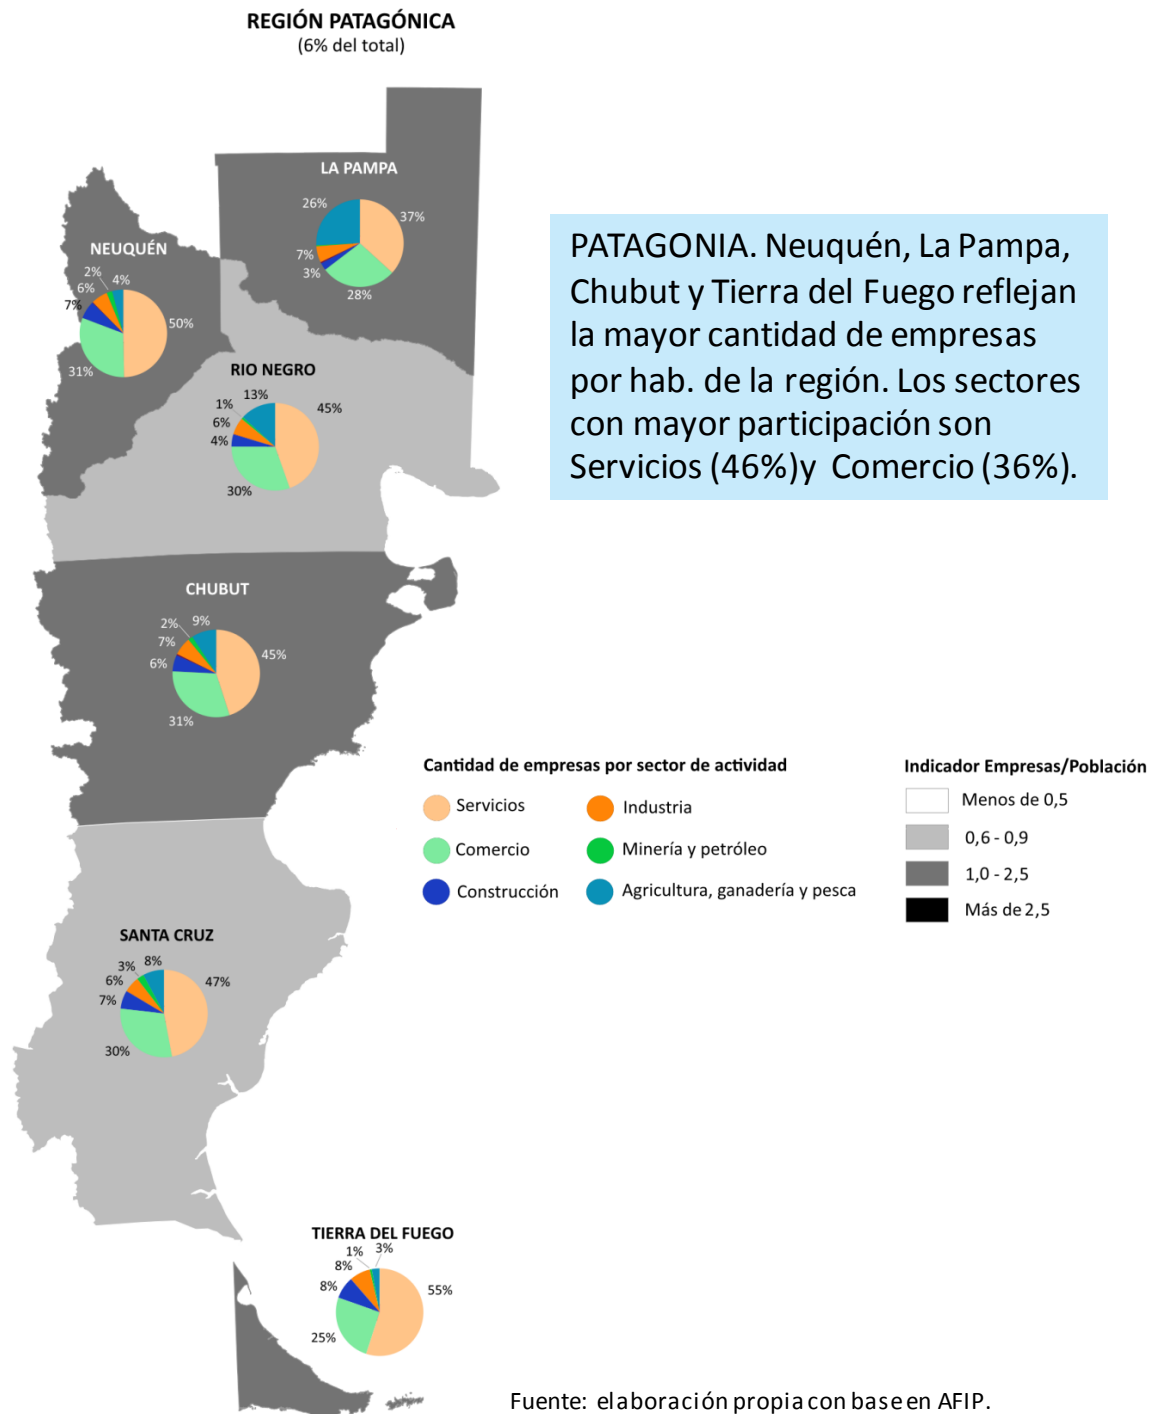 REGIÓN PATAGÓNICA
(6% del total)
LA PAMPA
26%
37%
7%
3%
28%
NEUQUÉN
2%
4%
6%
7%
50%
31%
RIO NEGRO
13%
45%
1%
6%
4%
30%
PATAGONIA. Neuquén, La Pampa,
Chubut y Tierra del Fuego reflejan
la mayor cantidad de empresas
por hab. de la región. Los sectores
con mayor participación son
Servicios (46%)y Comercio (36%).
CHUBUT
2%
9%
7%
45%
6%
31%
Cantidad de empresas por sector de actividad
Servicios
Industria
Comercio
Minería y petróleo
Construcción
Agricultura, ganadería y pesca
Indicador Empresas/Población
Menos de 0,5
0,6 - 0,9
1,0 - 2,5
Más de 2,5
SANTA CRUZ
3%
8%
6%
47%
7%
30%
TIERRA DEL FUEGO
1%
3%
8%
8%
55%
25%
Fuente: elaboración propia con base en AFIP.